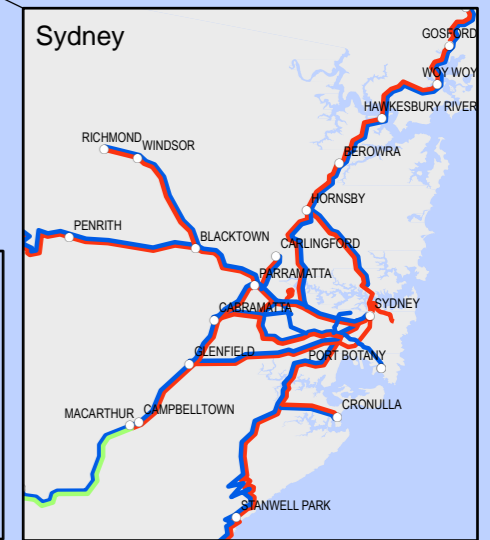 Sydney
GOSFORD
WOY WOY
HAWKESBURY RIVER
RICHMOND
WINDSOR
BEROWRA
HORNSBY
PENRITH
BLACKTOWN
CARLINGFORD
PARRAMATTA
CABRAMATTA
SYDNEY
GLENFIELD
PORT BOTANY
MACARTHUR
CAMPBELLTOWN
CRONULLA
STANWELL PARK